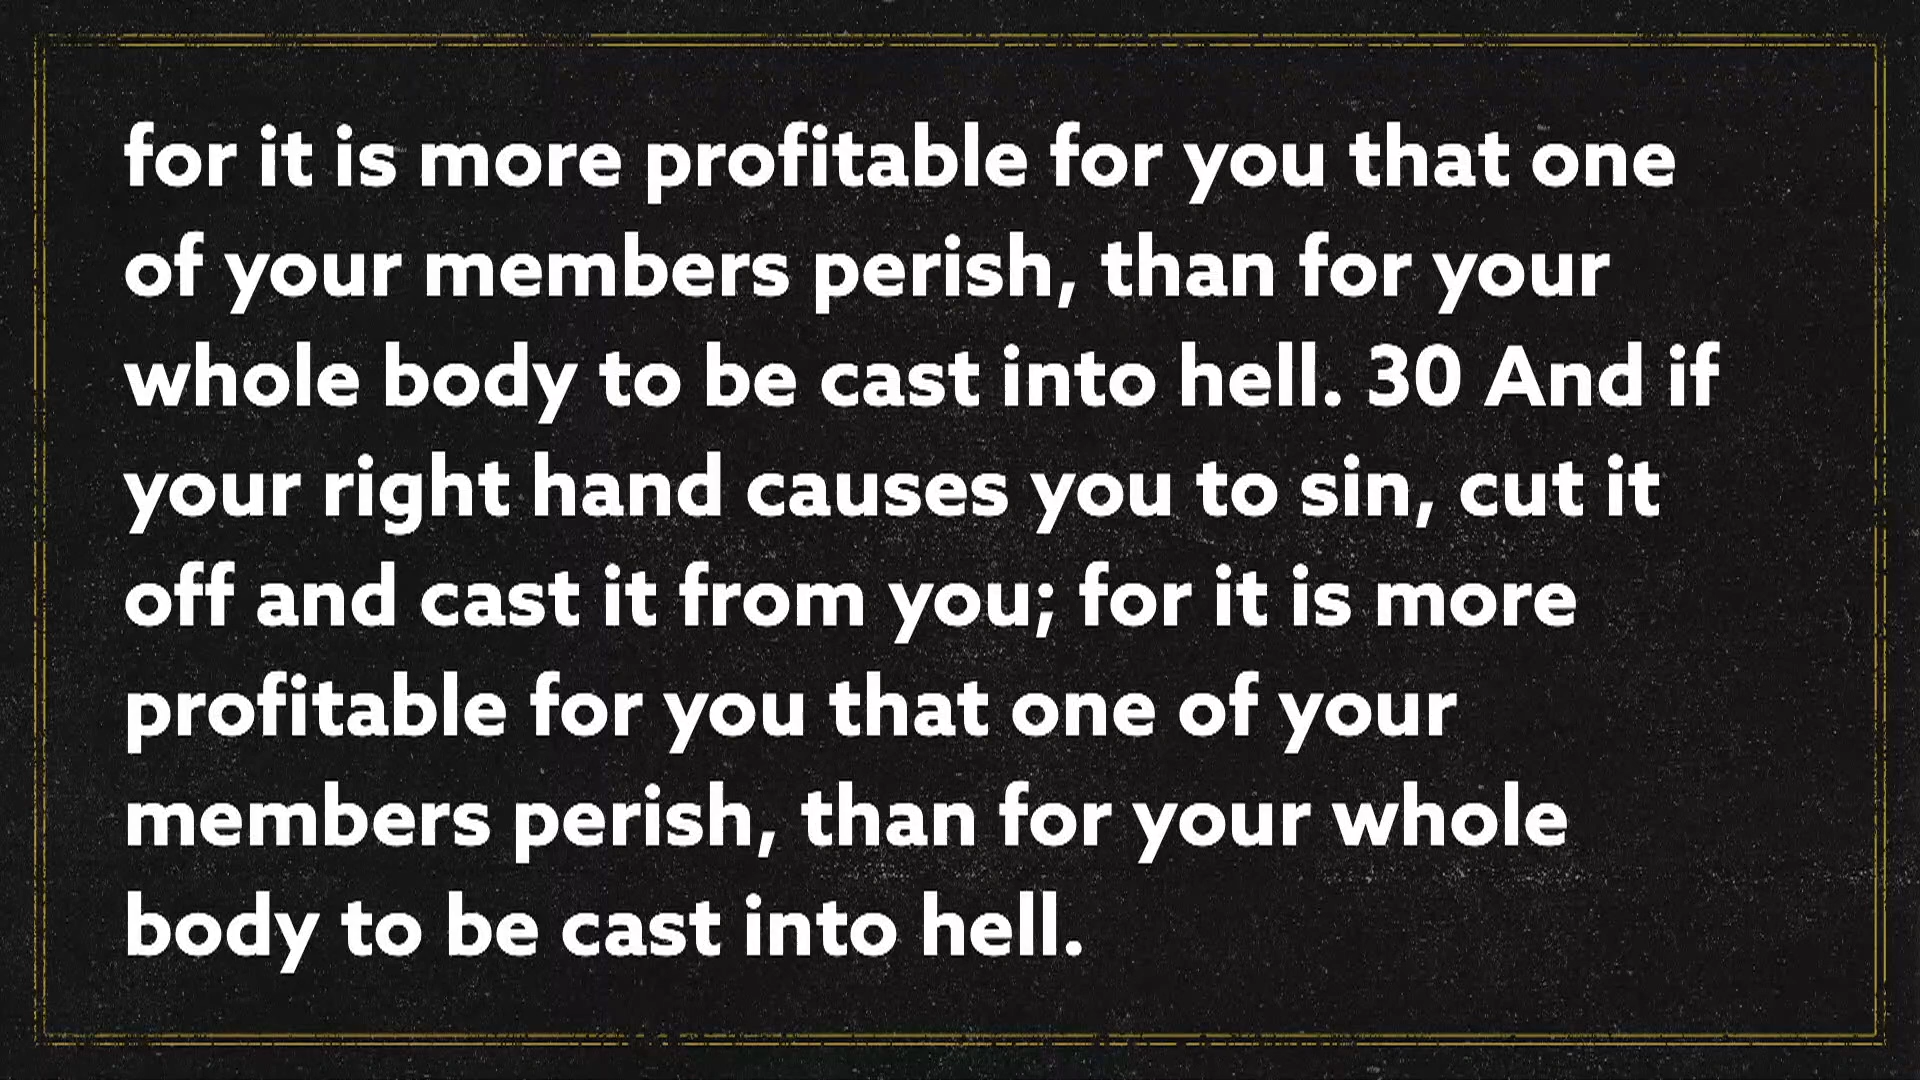 for it is more profitable for you that one
of your members perish, than for your
whole body to be cast into hell. 30 And if
your right hand causes you to sin, cut it
off and cast it from you; for it is more
profitable for you that one of your
members perish, than for your whole
body to be cast into hell.